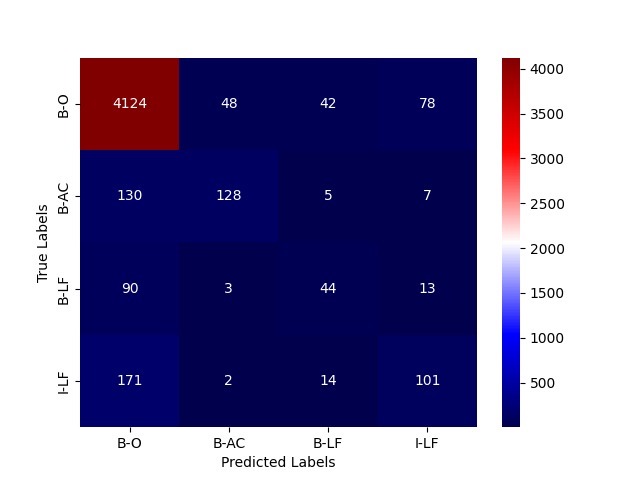 B-O 4124 48 42 78
B-AC 130 128 5 7
B-LF 90 3 44 13
I-LF 171 2 14 101
B-O B-AC B-LF I-LF
Predicted Labels
True Labels
4000
3500
3000
2500
2000
1500
1000
500